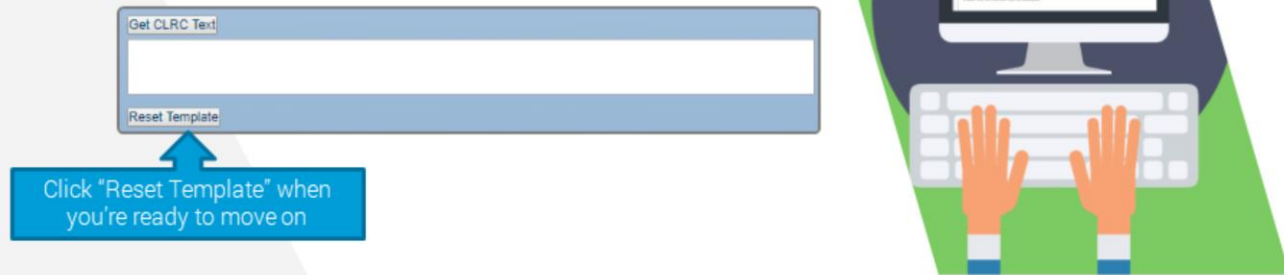 Get CLRC Text
Reset Template
Click "Reset Template" when
you're ready to move on